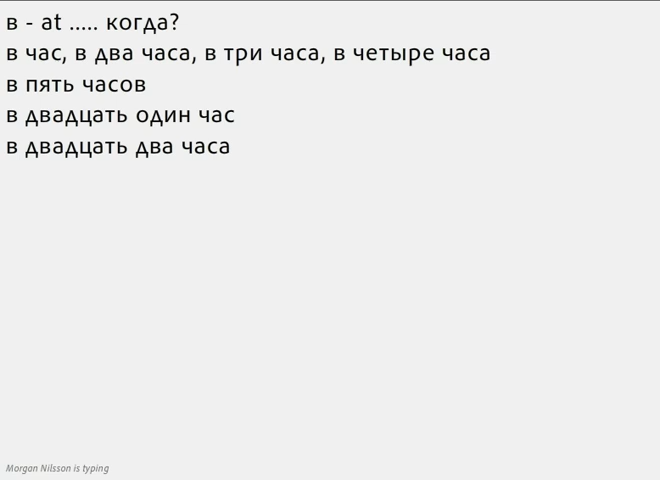 в - at ..... когда?
в час, в два часа, в три часа, в четыре часа
в пять часов
в двадцать один час
в двадцать два часа
Morgan Nilsson is typing